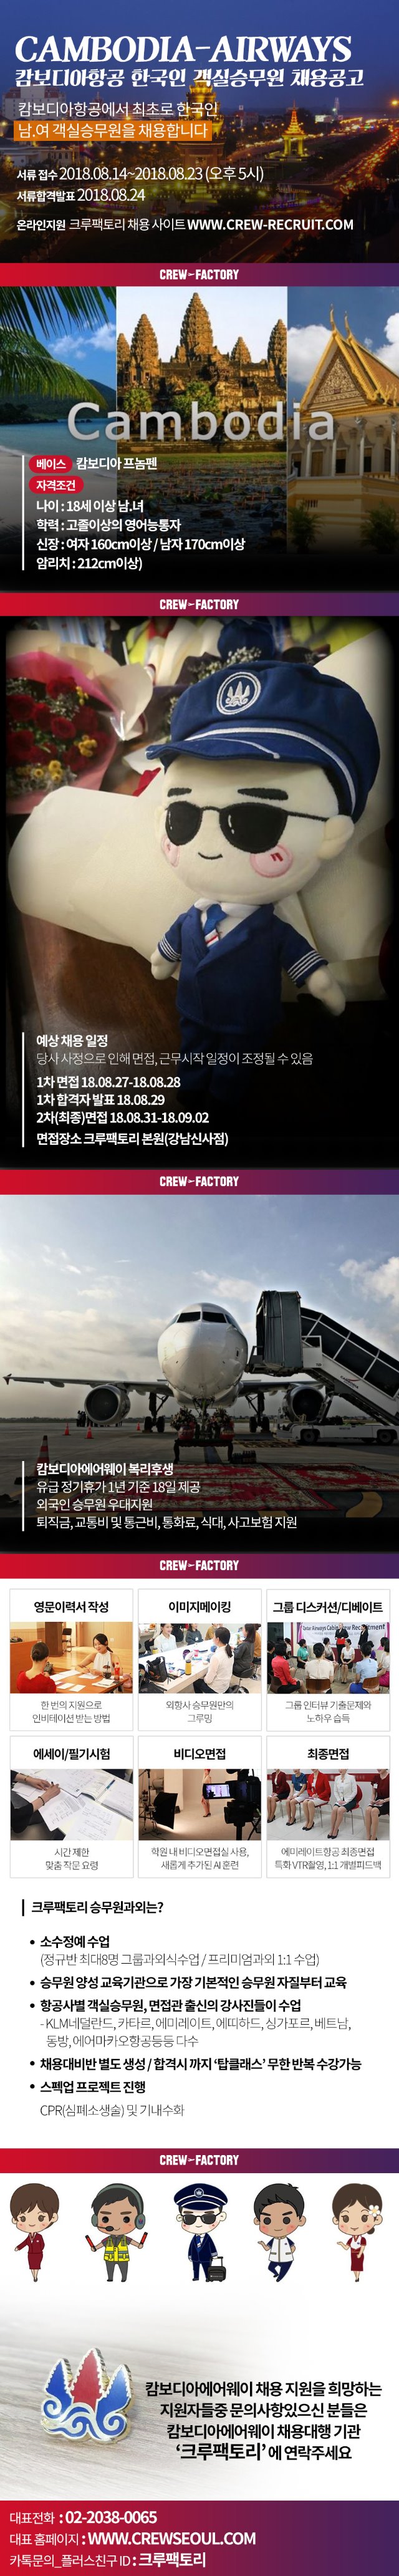 CAMBODIA-AIRWAYS
캄보디아항공 한국인 객실승무원 채용공고
캄보디아항공에서 최초로 한국인
남.여 객실승무원을 채용합니다
서류 접수 2018.08.14~2018.08.23 (오후 5시)
서류합격발표 2018.08.24
온라인지원 크루팩토리 채용 사이트 WWW.CREW-RECRUIT.COM
CREW-FACTORY
Cambodia
베이스 캄보디아 프놈펜
자격조건
나이 : 18세 이상 남.녀
학력 : 고졸이상의 영어능통자
신장 : 여자 160cm이상 / 남자 170cm이상
암리치 : 212cm이상)
CREW-FACTORY
예상 채용 일정
당사 사정으로 인해 면접, 근무시작 일정이 조정될 수 있음
1차 면접 18.08.27-18.08.28
1차 합격자 발표 18.08.29
2차(최종)면접 18.08.31-18.09.02
면접장소 크루팩토리 본원(강남신사점)
CREW-FACTORY
캄보디아에어웨이 복리후생
유급 정기휴가 1년 기준 18일 제공
외국인 승무원 우대지원
퇴직금, 교통비 및 통근비, 통화료, 식대, 사고보험 지원
CREW-FACTORY
영문이력서 작성
한 번의 지원으로
인비테이션 받는 방법
이미지메이킹
외항사 승무원만의
그루밍
그룹 디스커션/디베이트
그룹 인터뷰 기출문제와
노하우 습득
에세이/필기시험
시간 제한
맞춤 작문 요령
비디오면접
학원 내 비디오면접실 사용,
새롭게 추가된 AI 훈련
최종면접
에미레이트항공 최종면접
특화 VTR촬영, 1:1 개별피드백
크루팩토리 승무원과외는?
• 소수정예 수업
(정규반 최대8명 그룹과외식수업 / 프리미엄과외 1:1 수업)
• 승무원 양성 교육기관으로 가장 기본적인 승무원 자질부터 교육
• 항공사별 객실승무원, 면접관 출신의 강사진들이 수업
- KLM네덜란드, 카타르, 에미레이트, 에띠하드, 싱가포르, 베트남,
동방, 에어마카오항공등등 다수
• 채용대비반 별도 생성 / 합격시 까지 '탑클래스' 무한 반복 수강가능
• 스펙업 프로젝트 진행
CPR(심폐소생술) 및 기내수화
CREW-FACTORY
캄보디아에어웨이 채용 지원을 희망하는
지원자들중 문의사항있으신 분들은
캄보디아에어웨이 채용대행 기관
'크루팩토리' 에 연락주세요
대표전화 : 02-2038-0065
대표 홈페이지 : WWW.CREWSEOUL.COM
카톡문의_플러스친구 ID : 크루팩토리